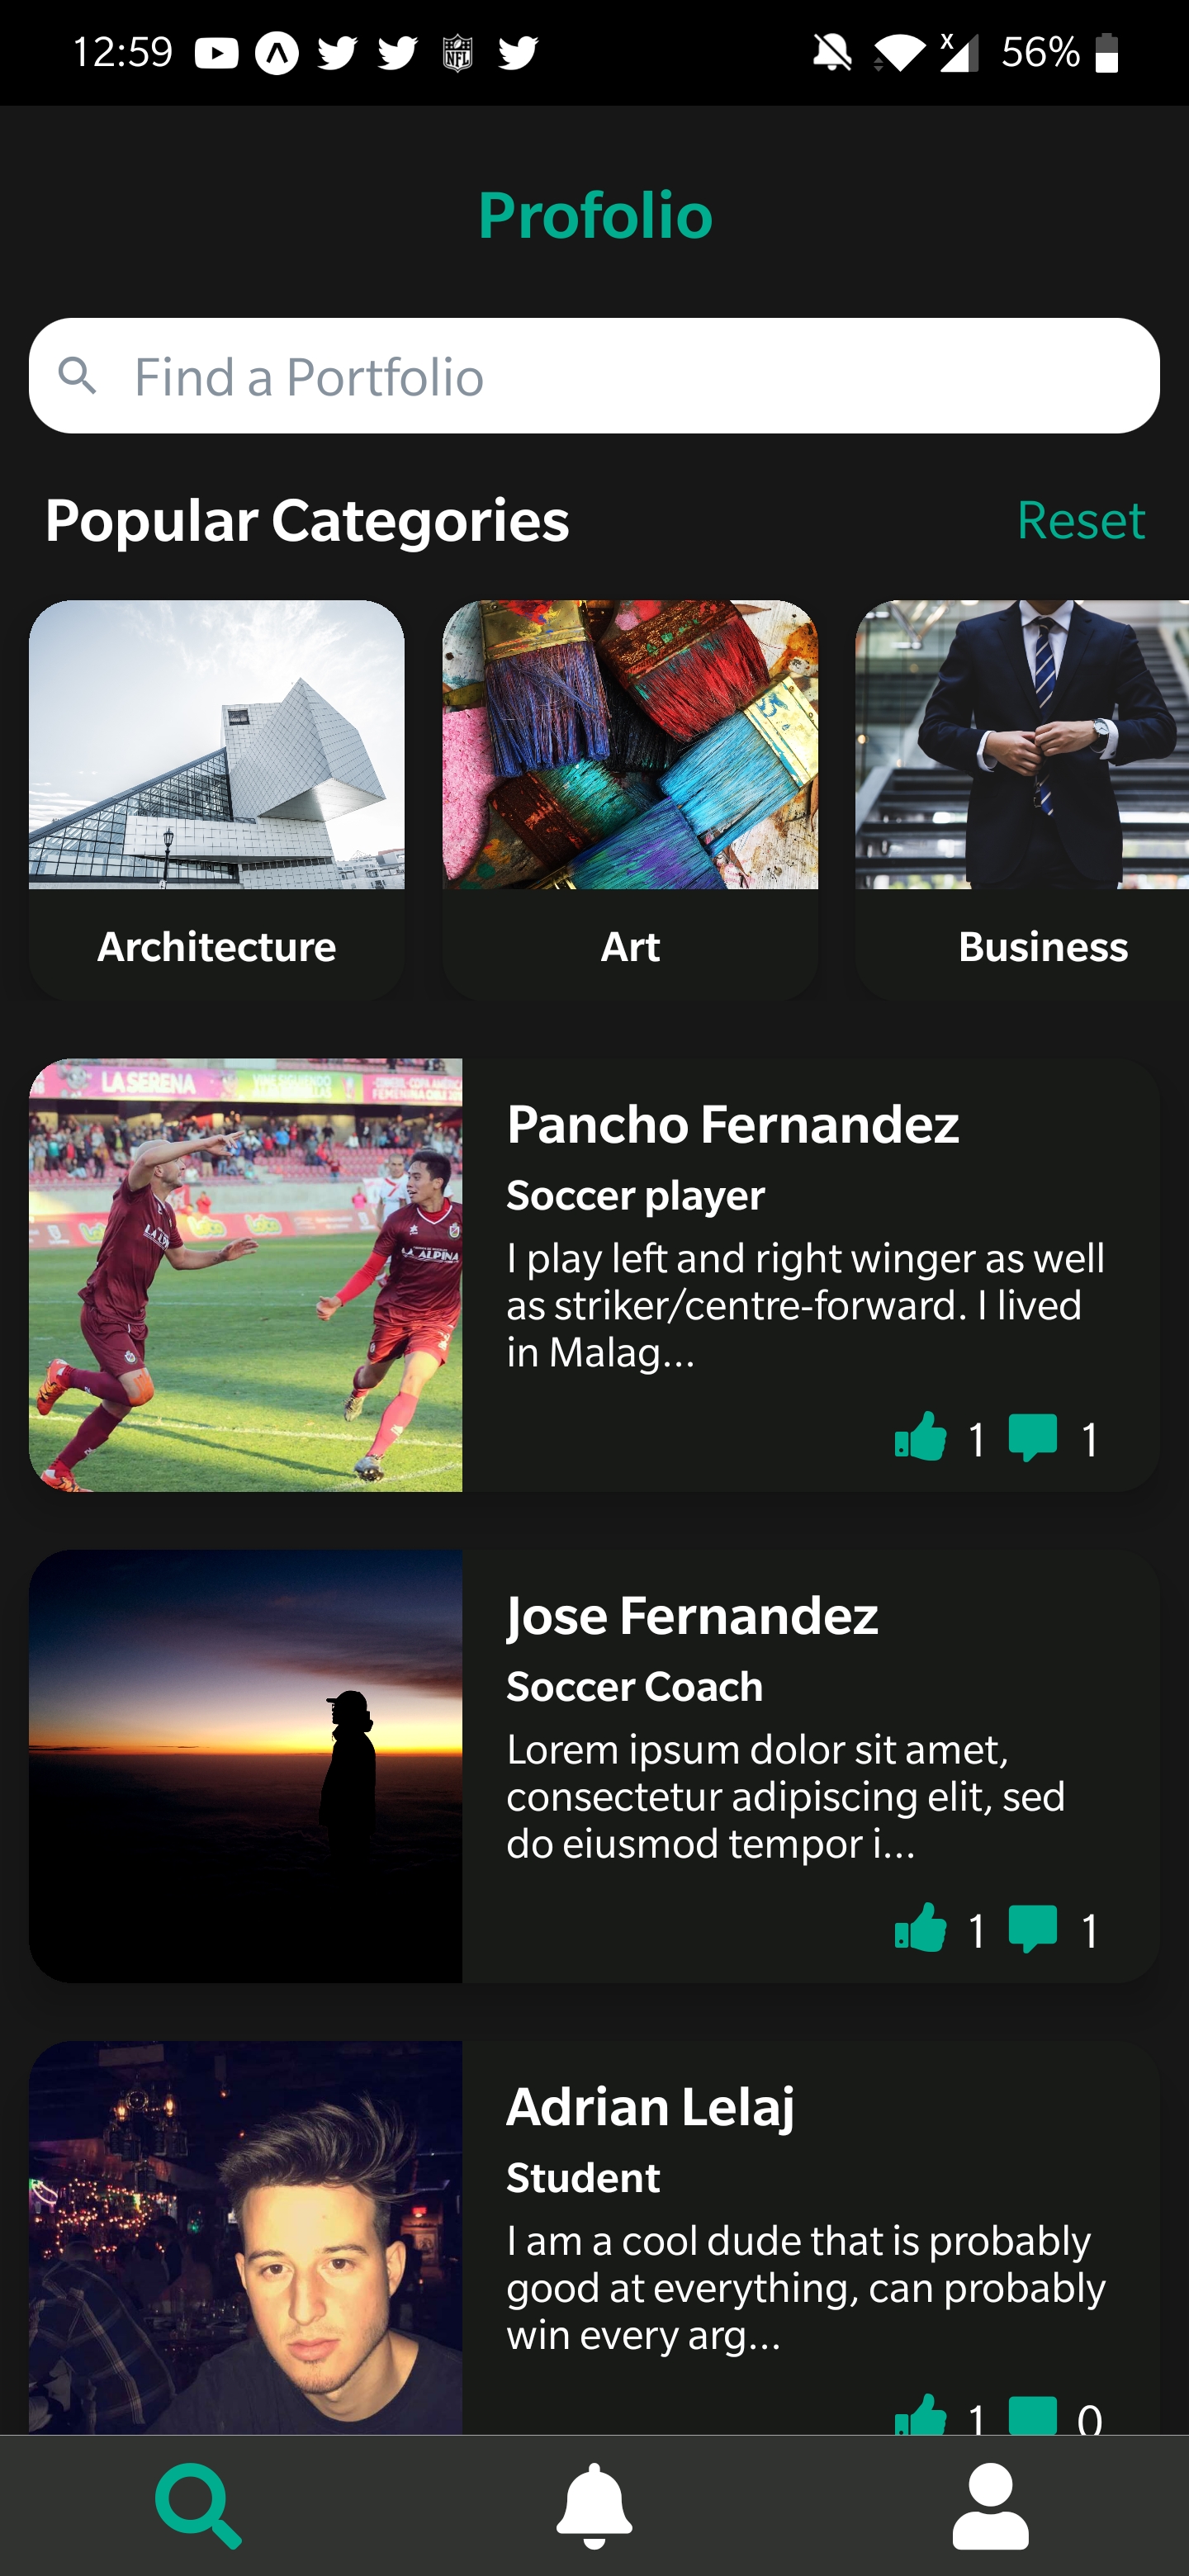 12:59
NFL
X
56%
Profolio
Find a Portfolio
Popular Categories
Reset
Architecture
Art
Business
LA SERENA
Pancho Fernandez
Soccer player
I play left and right winger as well
as striker/centre-forward. I lived
in Malag...
LA ALPINA
1
1
Jose Fernandez
Soccer Coach
Lorem ipsum dolor sit amet,
consectetur adipiscing elit, sed
do eiusmod tempor i...
1
1
Adrian Lelaj
Student
I am a cool dude that is probably
good at everything, can probably
win every arg...
1
0